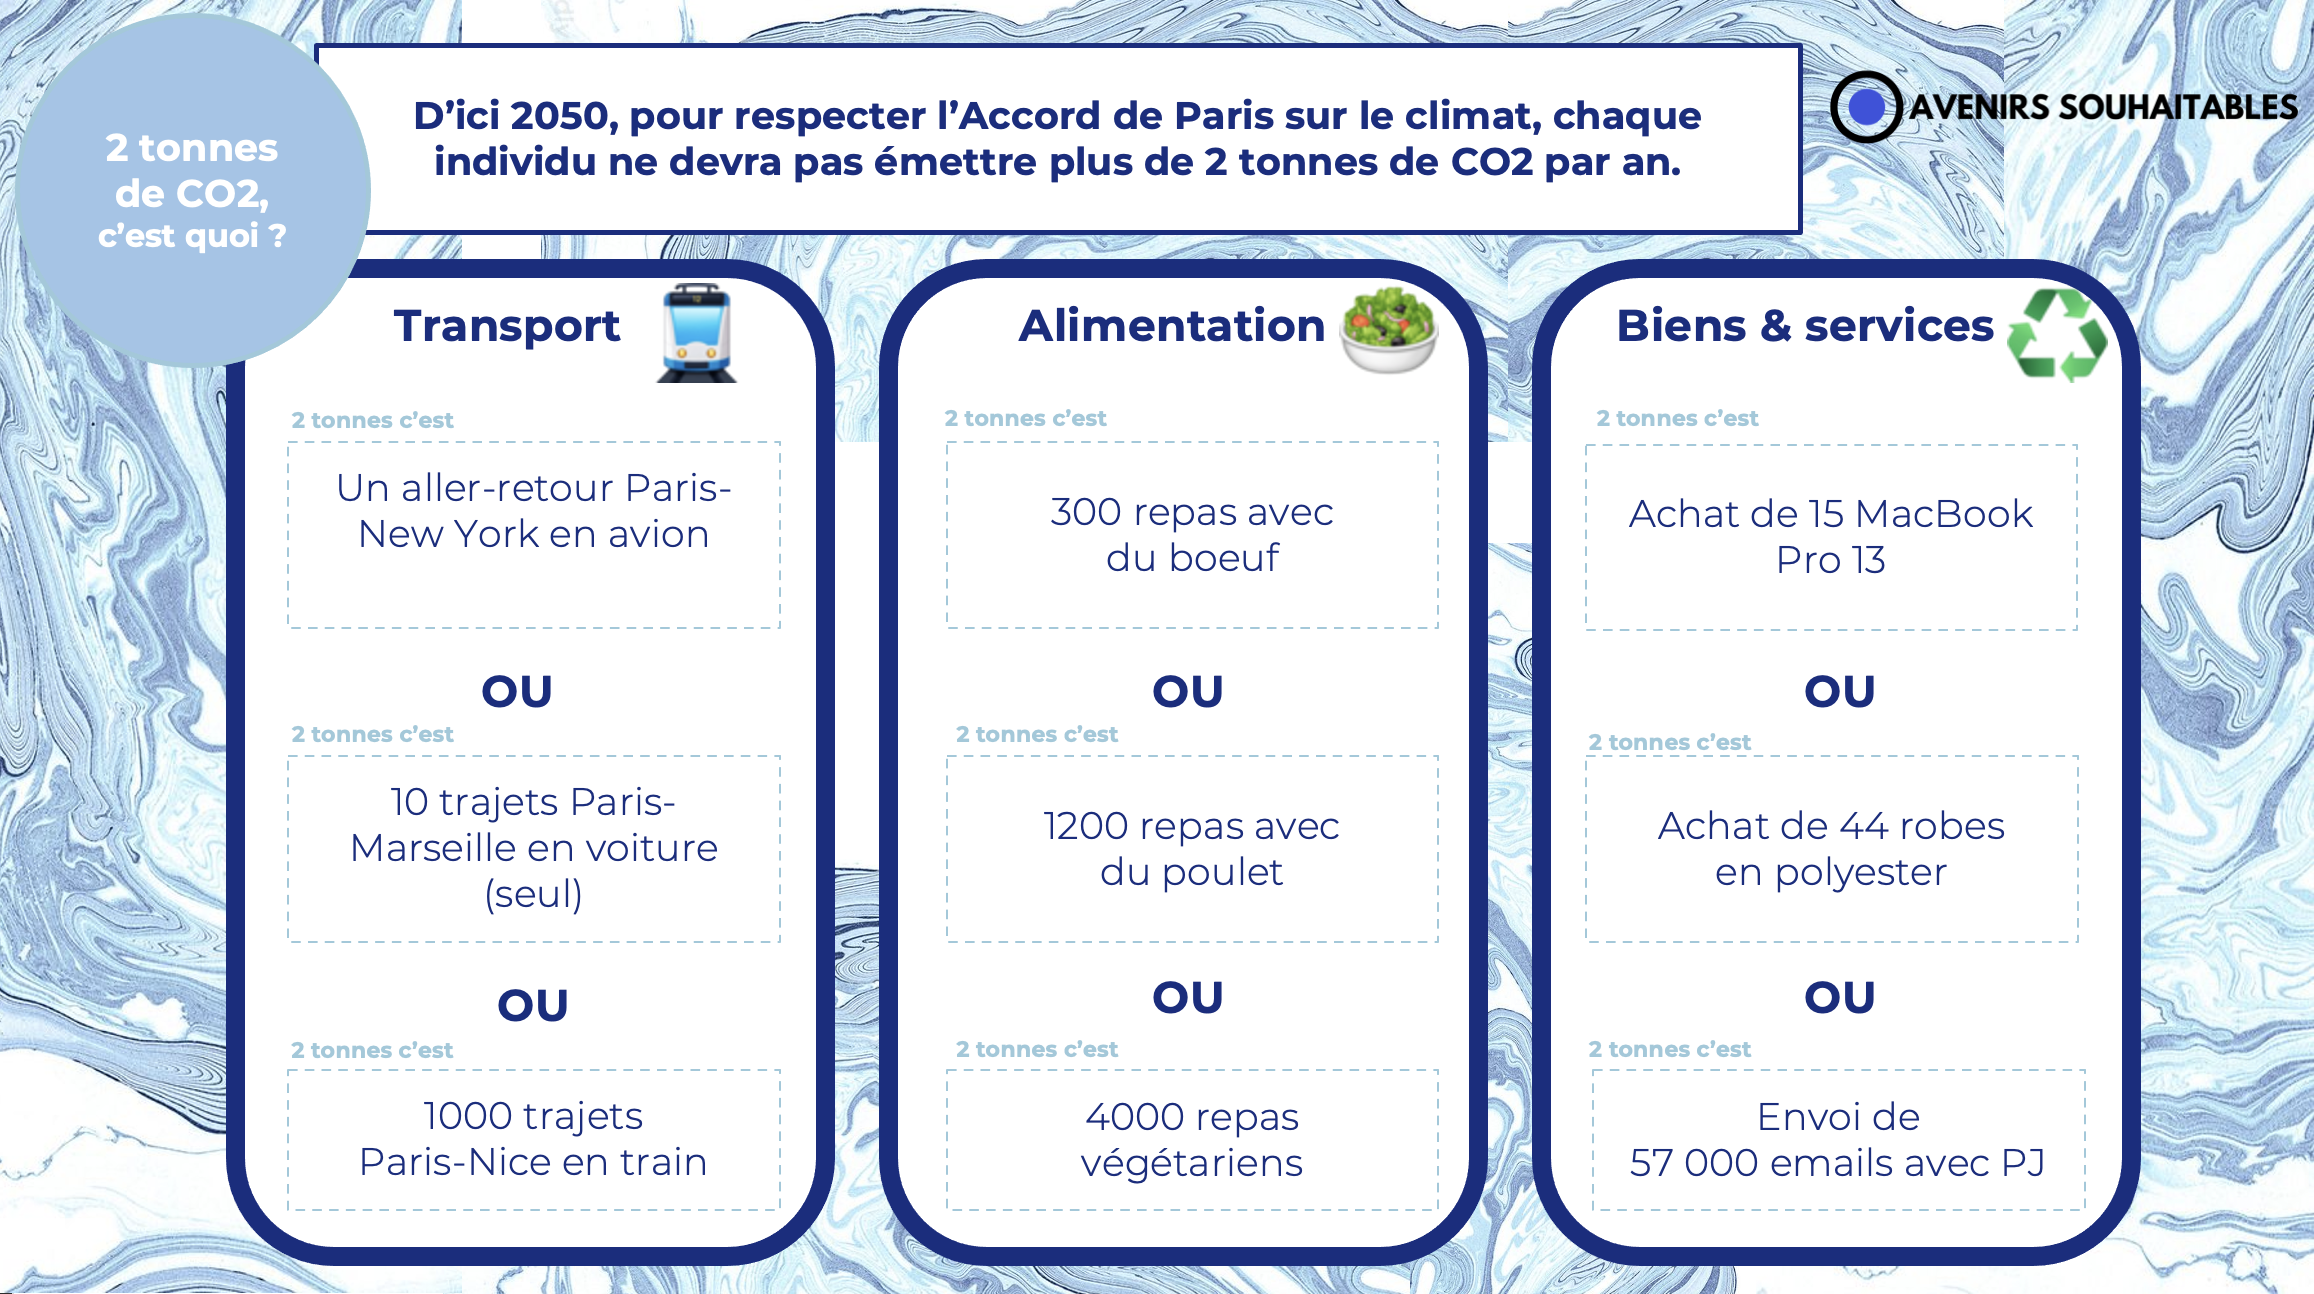 2 tonnes
de CO2,
c’est quoi ?
D’ici 2050, pour respecter l’Accord de Paris sur le climat, chaque
individu ne devra pas émettre plus de 2 tonnes de CO2 par an.
AVENIRS SOUHAITABLES
Transport
2 tonnes c’est
Un aller-retour Paris-
New York en avion
OU
2 tonnes c’est
10 trajets Paris-
Marseille en voiture
(seul)
OU
2 tonnes c’est
1000 trajets
Paris-Nice en train
Alimentation
2 tonnes c’est
300 repas avec
du boeuf
OU
2 tonnes c’est
1200 repas avec
du poulet
OU
2 tonnes c’est
4000 repas
végétariens
Biens & services
2 tonnes c’est
Achat de 15 MacBook
Pro 13
OU
2 tonnes c’est
Achat de 44 robes
en polyester
OU
2 tonnes c’est
Envoi de
57 000 emails avec PJ